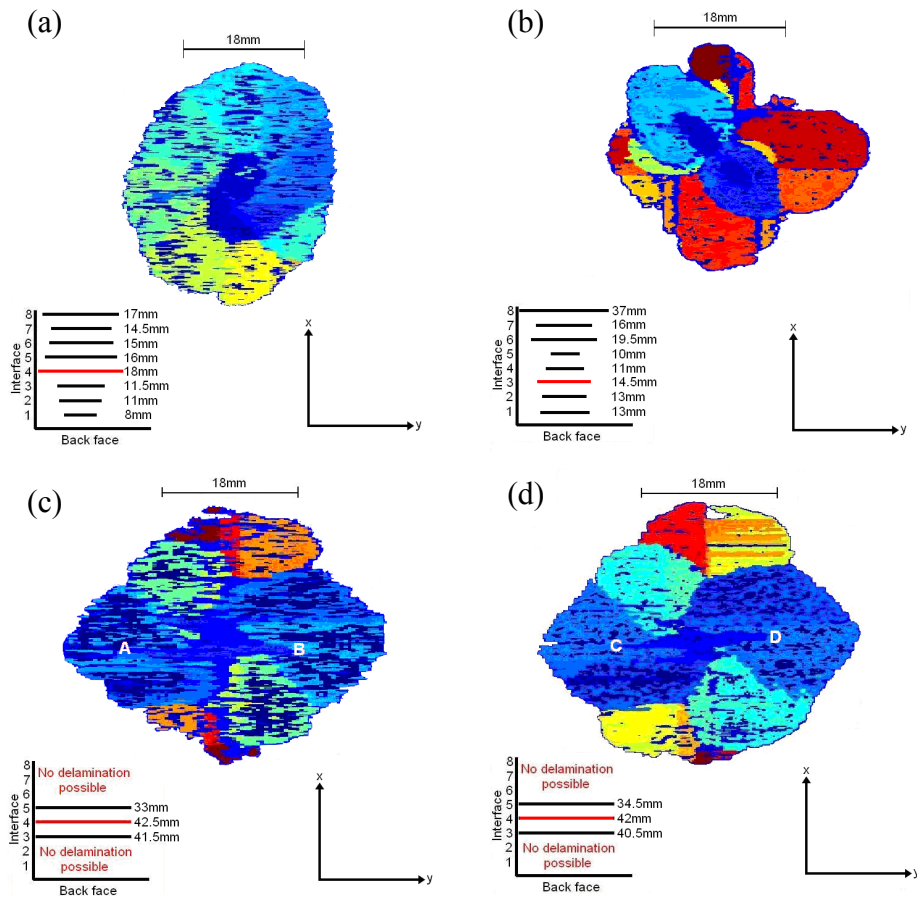 (a)
18mm
8 17mm
7 14.5mm
6 15mm
5 16mm
4 18mm
3 11.5mm
2 11mm
1 8mm
Interface
Back face
x
y
(b)
18mm
8 37mm
7 16mm
6 19.5mm
5 10mm
4 11mm
3 14.5mm
2 13mm
1 13mm
Interface
Back face
x
y
(c)
18mm
A
B
8
7 No delamination
6 possible
5 33mm
4 42.5mm
3 41.5mm
2 No delamination
1 possible
Interface
Back face
x
y
(d)
18mm
C
D
8
7 No delamination
6 possible
5 34.5mm
4 42mm
3 40.5mm
2 No delamination
1 possible
Interface
Back face
x
y